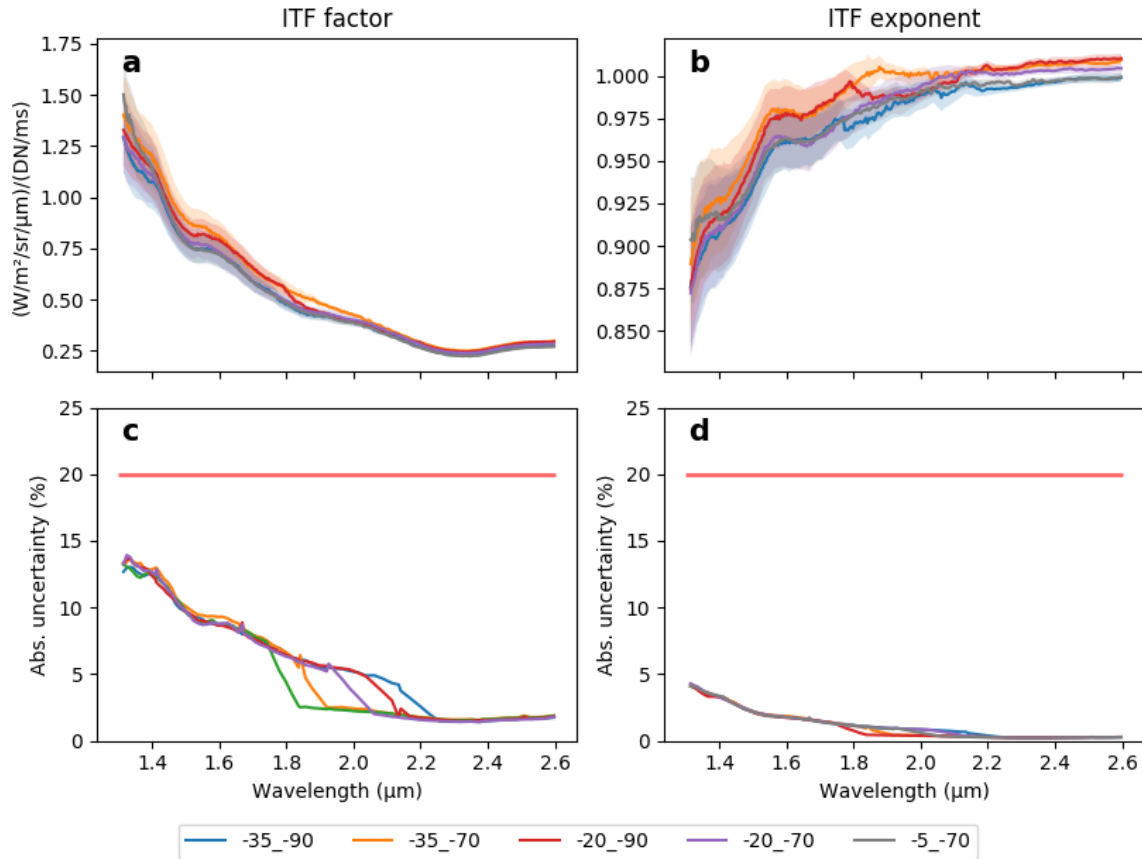 ITF factor
ITF exponent
a
b
1.75
1.50
1.25
1.00
0.75
0.50
0.25
(W/m²/sr/μm)/(DN/ms)
1.000
0.975
0.950
0.925
0.900
0.875
0.850
c
d
25
20
15
10
5
0
Abs. uncertainty (%)
25
20
15
10
5
0
Abs. uncertainty (%)
1.4 1.6 1.8 2.0 2.2 2.4 2.6
1.4 1.6 1.8 2.0 2.2 2.4 2.6
Wavelength (μm)
Wavelength (μm)
-35_-90 -35_-70 -20_-90 -20_-70 -5_-70